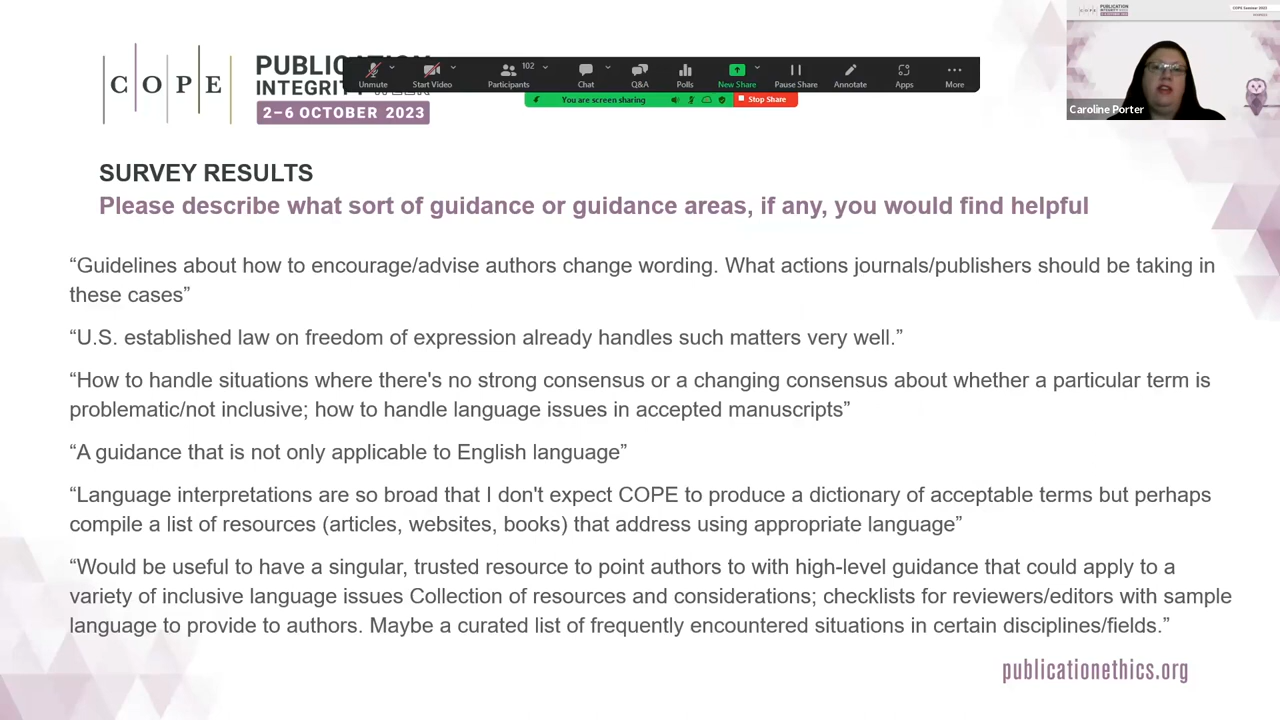 C O P E
PUBLIC
INTEGRIT
2–6 OCTOBER 2023
Unmute
Start Video
102
Participants
Chat
Q&A
Polls
New Share
Pause Share
Annotate
Apps
More
You are screen sharing
Stop Share
COPE
PUBLICATION
INTEGRITY WEEK
COPE Seminar 2023
Caroline Porter
SURVEY RESULTS
Please describe what sort of guidance or guidance areas, if any, you would find helpful
“Guidelines about how to encourage/advise authors change wording. What actions journals/publishers should be taking in
these cases”
“U.S. established law on freedom of expression already handles such matters very well.”
“How to handle situations where there's no strong consensus or a changing consensus about whether a particular term is
problematic/not inclusive; how to handle language issues in accepted manuscripts”
“A guidance that is not only applicable to English language”
“Language interpretations are so broad that I don't expect COPE to produce a dictionary of acceptable terms but perhaps
compile a list of resources (articles, websites, books) that address using appropriate language”
“Would be useful to have a singular, trusted resource to point authors to with high-level guidance that could apply to a
variety of inclusive language issues Collection of resources and considerations; checklists for reviewers/editors with sample
language to provide to authors. Maybe a curated list of frequently encountered situations in certain disciplines/fields.”
publicationethics.org